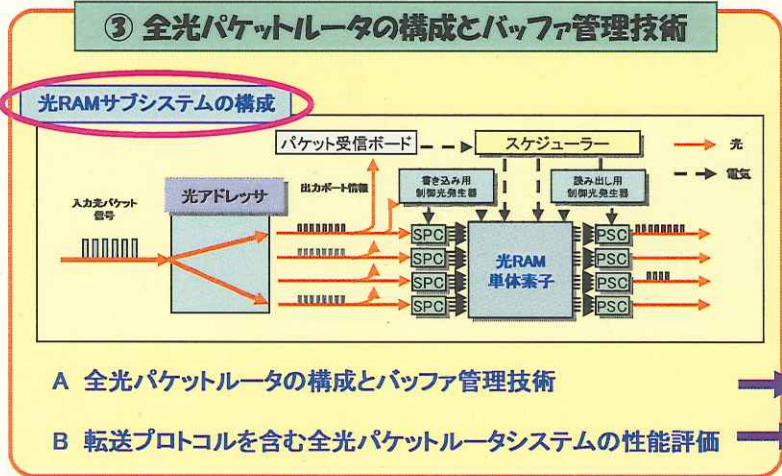 ③ 全光パケットルータの構成とバッファ管理技術
光RAMサブシステムの構成
パケット受信ボード
スケジューラー
光
電気
書き込み用
制御光発生器
読み出し用
制御光発生器
光アドレッサ
出力ポート情報
入力光パケット
信号
SPC
SPC
SPC
SPC
光RAM
単体素子
PSC
PSC
PSC
PSC
A 全光パケットルータの構成とバッファ管理技術
B 転送プロトコルを含む全光パケットルータシステムの性能評価